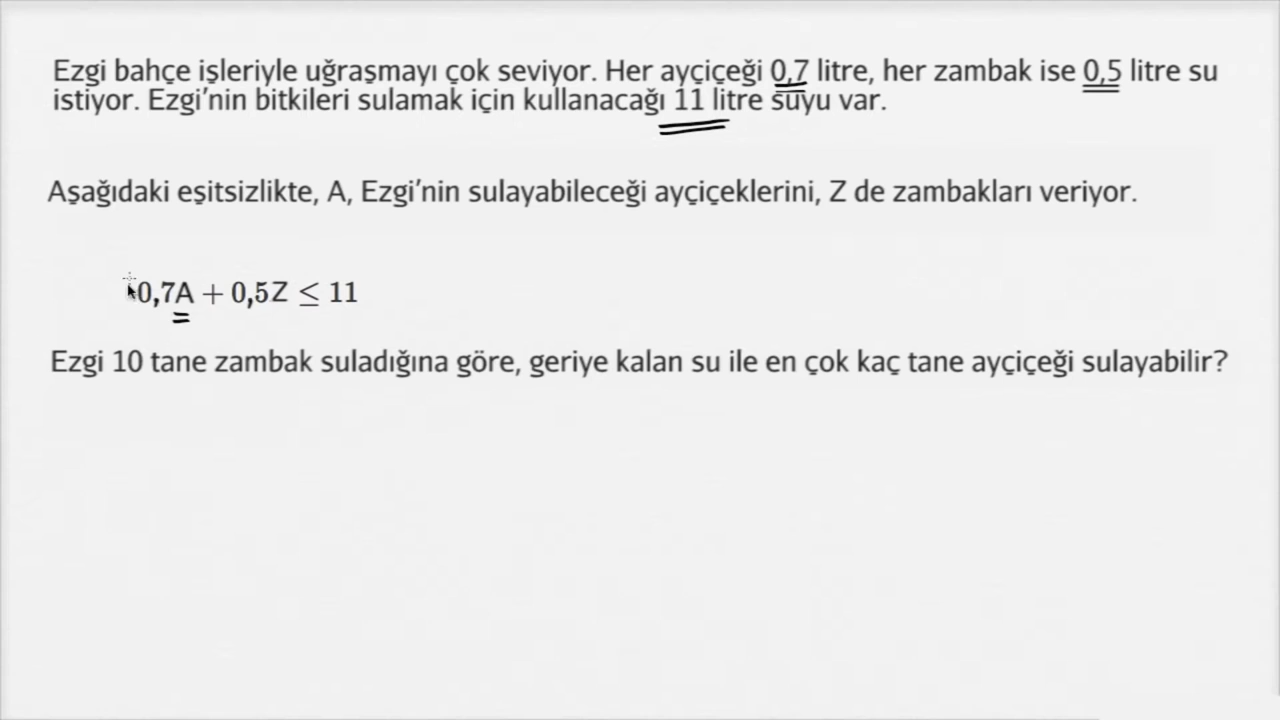 Ezgi bahçe işleriyle uğraşmayı çok seviyor. Her ayçiçeği 0,7 litre, her zambak ise 0,5 litre su
istiyor. Ezgi'nin bitkileri sulamak için kullanacağı 11 litre suyu var.
Aşağıdaki eşitsizlikte, A, Ezgi'nin sulayabileceği ayçiçeklerini, Z de zambakları veriyor.
0,7A + 0,5Z ≤ 11
Ezgi 10 tane zambak suladığına göre, geriye kalan su ile en çok kaç tane ayçiçeği sulayabilir?